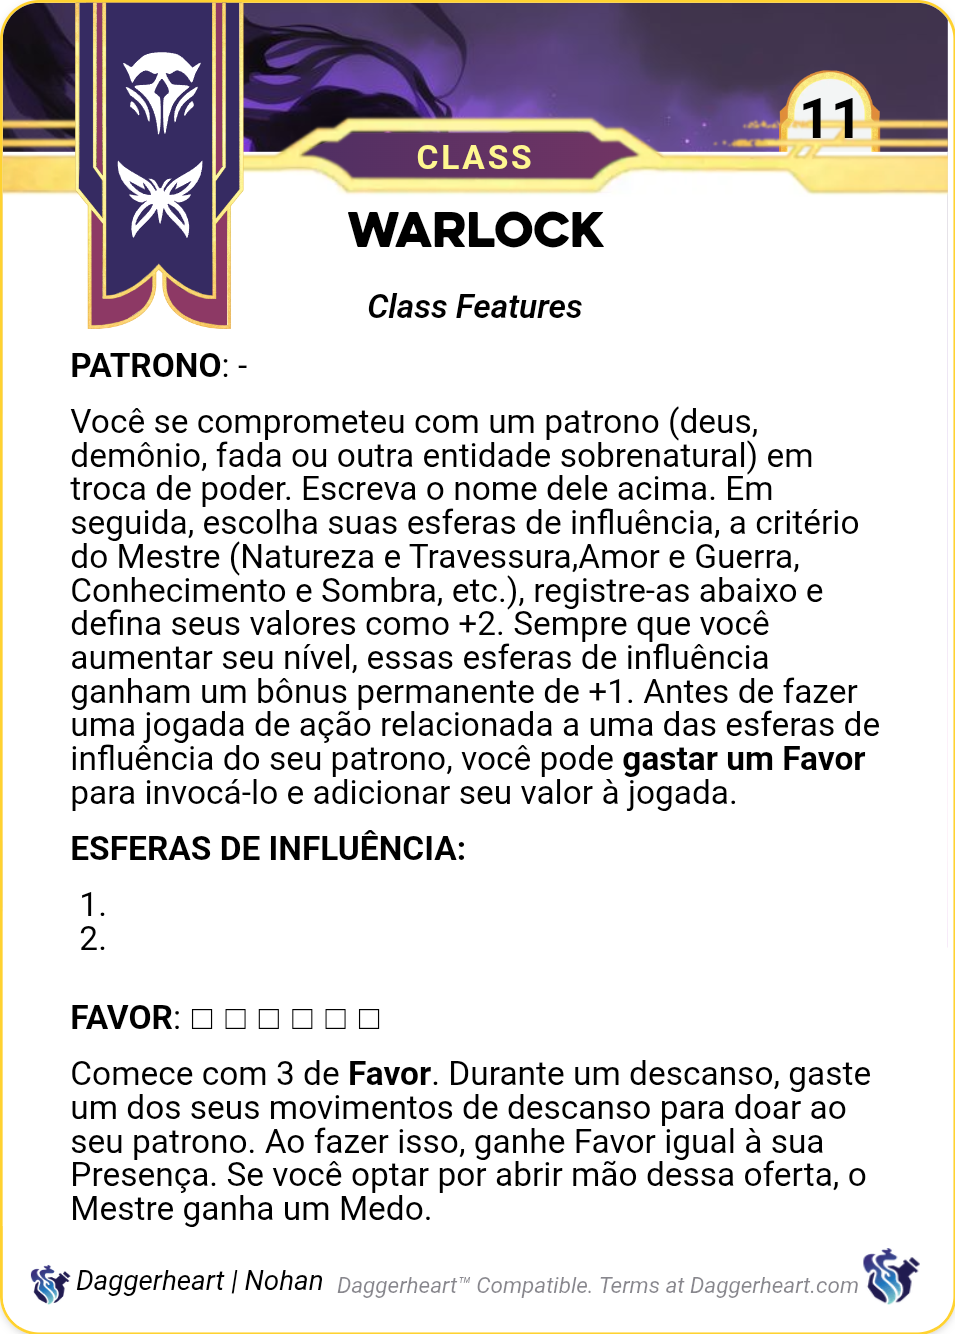 11
CLASS
WARLOCK
Class Features
PATRONO: -
Você se comprometeu com um patrono (deus,
demônio, fada ou outra entidade sobrenatural) em
troca de poder. Escreva o nome dele acima. Em
seguida, escolha suas esferas de influência, a critério
do Mestre (Natureza e Travessura,Amor e Guerra,
Conhecimento e Sombra, etc.), registre-as abaixo e
defina seus valores como +2. Sempre que você
aumentar seu nível, essas esferas de influência
ganham um bônus permanente de +1. Antes de fazer
uma jogada de ação relacionada a uma das esferas de
influência do seu patrono, você pode gastar um Favor
para invocá-lo e adicionar seu valor à jogada.
ESFERAS DE INFLUÊNCIA:
1.
2.
FAVOR: □ □ □ □ □ □
Comece com 3 de Favor. Durante um descanso, gaste
um dos seus movimentos de descanso para doar ao
seu patrono. Ao fazer isso, ganhe Favor igual à sua
Presença. Se você optar por abrir mão dessa oferta, o
Mestre ganha um Medo.
Daggerheart | Nohan Daggerheart™ Compatible. Terms at Daggerheart.com